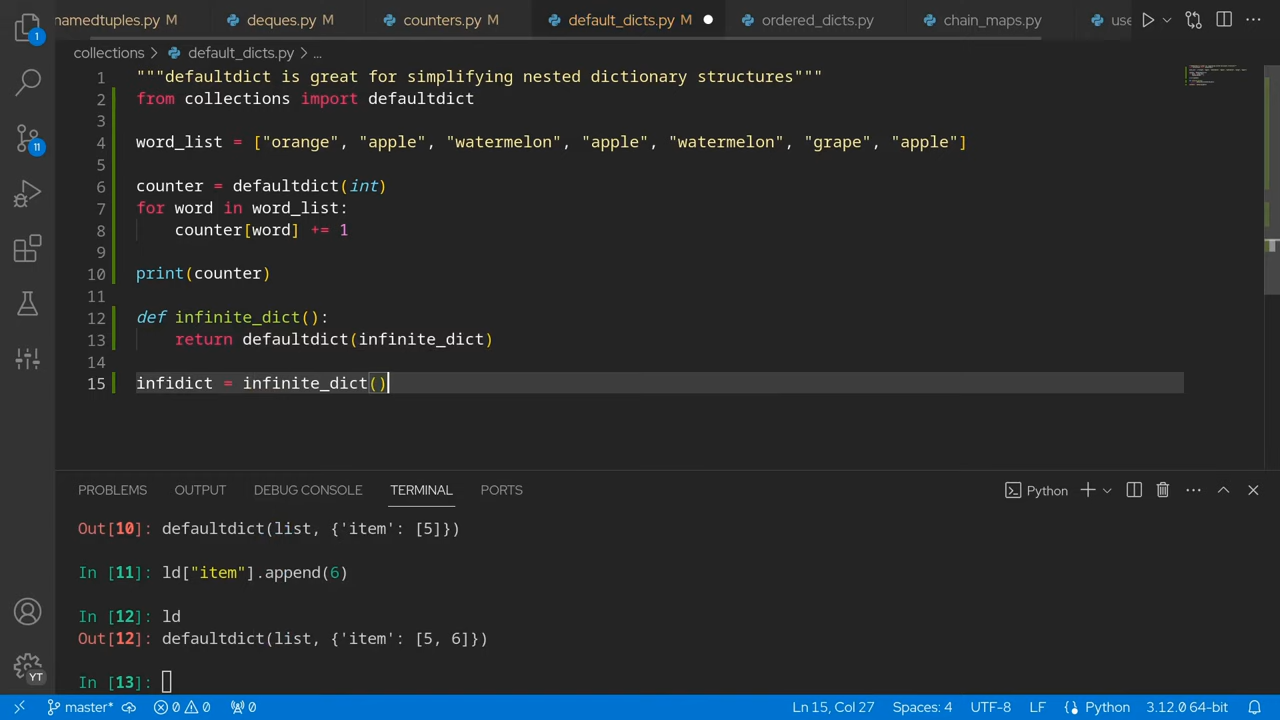 namedtuples.py M deques.py M counters.py M default_dicts.py M ordered_dicts.py chain_maps.py use
collections > default_dicts.py > ...
1 """defaultdict is great for simplifying nested dictionary structures"""
2 from collections import defaultdict
3
4 word_list = ["orange", "apple", "watermelon", "apple", "watermelon", "grape", "apple"]
5
6 counter = defaultdict(int)
7 for word in word_list:
8 counter[word] += 1
9
10 print(counter)
11
12 def infinite_dict():
13 return defaultdict(infinite_dict)
14
15 infidict = infinite_dict()
1
11
YT
PROBLEMS OUTPUT DEBUG CONSOLE TERMINAL PORTS Python
Out[10]: defaultdict(list, {'item': [5]})
In [11]: ld["item"].append(6)
In [12]: ld
Out[12]: defaultdict(list, {'item': [5, 6]})
In [13]:
master* 0 0 0 Ln 15, Col 27 Spaces: 4 UTF-8 LF Python 3.12.0 64-bit